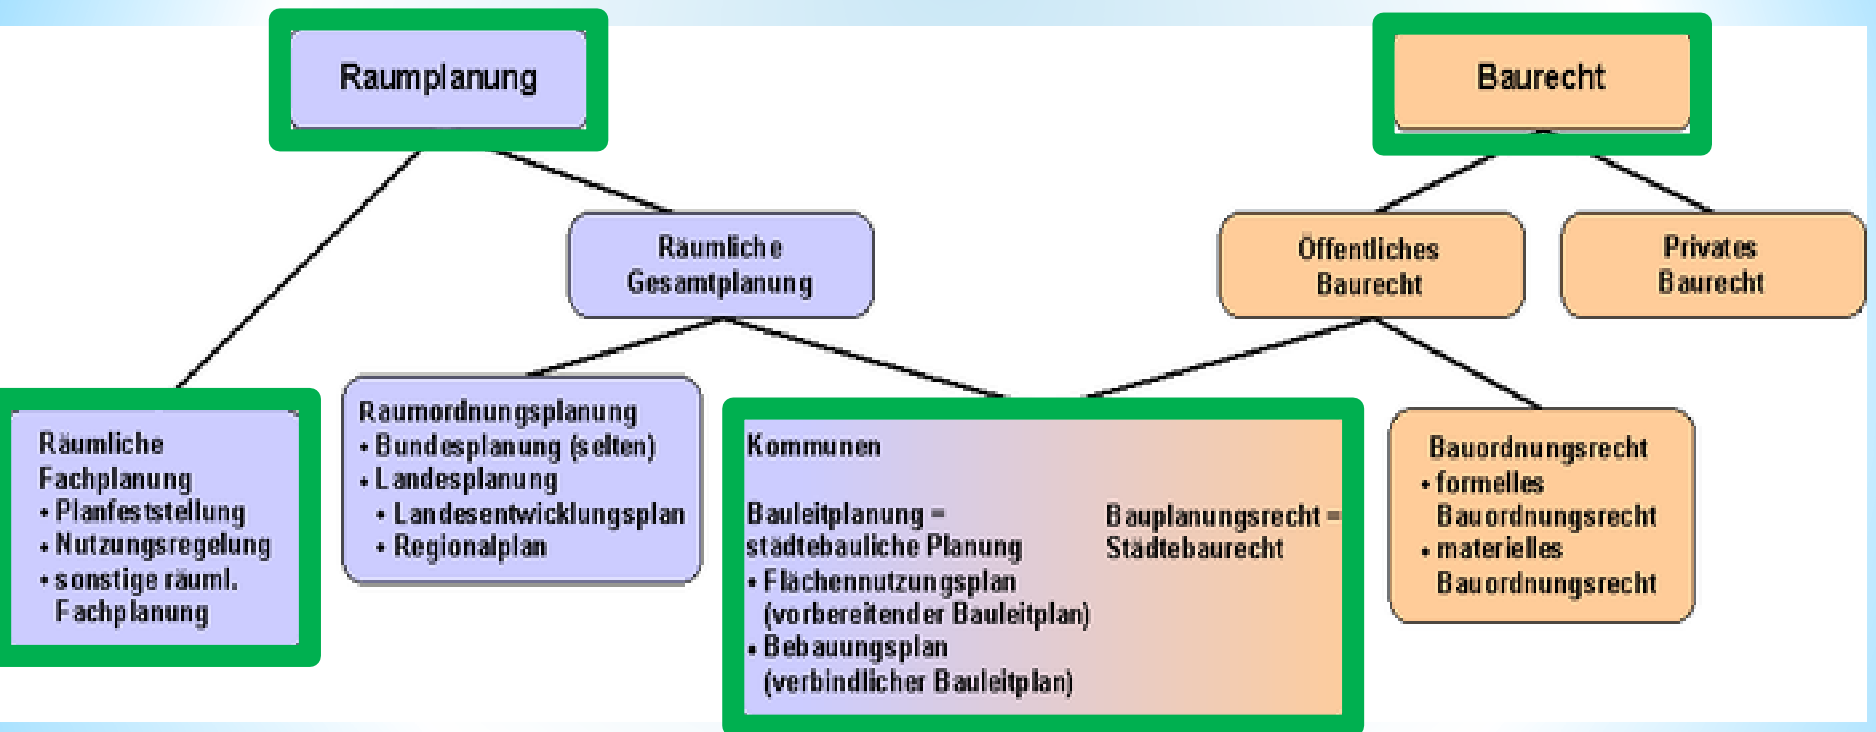 Raumplanung
Baurecht
Räumliche
Gesamtplanung
Öffentliches
Baurecht
Privates
Baurecht
Räumliche
Fachplanung
• Planfeststellung
• Nutzungsregelung
• sonstige räuml.
Fachplanung
Raumordnungsplanung
• Bundesplanung (selten)
• Landesplanung
• Landesentwicklungsplan
• Regionalplan
Kommunen
Bauleitplanung =
städtebauliche Planung
• Flächennutzungsplan
(vorbereitender Bauleitplan)
• Bebauungsplan
(verbindlicher Bauleitplan)
Bauplanungsrecht =
Städtebaurecht
Bauordnungsrecht
• formelles
Bauordnungsrecht
• materielles
Bauordnungsrecht